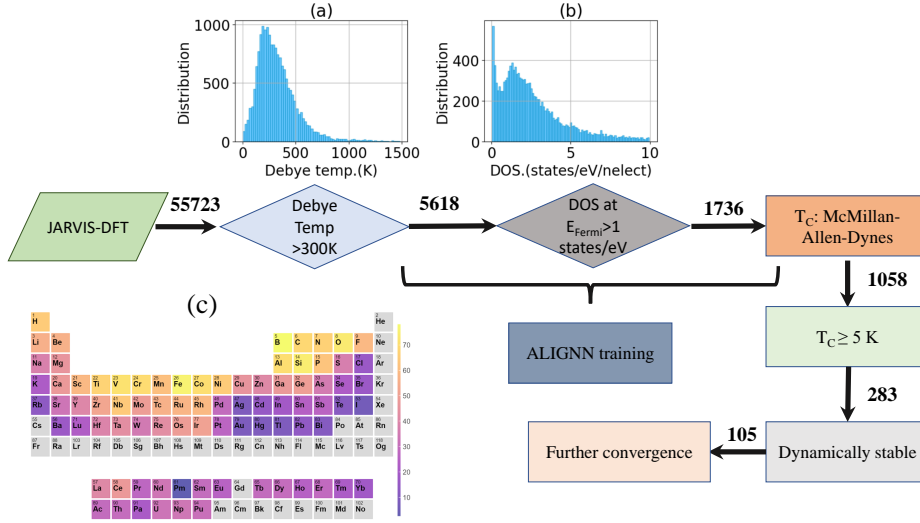 (a)
(b)
1000
500
0
Distribution
0 500 1000 1500
Debye temp.(K)
400
200
0
Distribution
0 5 10
DOS.(states/eV/nelect)
JARVIS-DFT
55723
Debye
Temp
>300K
5618
DOS at
E_Fermi>1
states/eV
1736
T_C: McMillan-
Allen-Dynes
1058
T_C ≥ 5 K
283
Dynamically stable
105
Further convergence
ALIGNN training
(c)
H He
Li Be B C N O F Ne
Na Mg Al Si P S Cl Ar
K Ca Sc Ti V Cr Mn Fe Co Ni Cu Zn Ga Ge As Se Br Kr
Rb Sr Y Zr Nb Mo Tc Ru Rh Pd Ag Cd In Sn Sb Te I Xe
Cs Ba Lu Hf Ta W Re Os Ir Pt Au Hg Tl Pb Bi Po At Rn
Fr Ra Lr Rf Db Sg Bh Hs Mt Ds Rg Cn Nh Fl Mc Lv Ts Og
La Ce Pr Nd Pm Sm Eu Gd Tb Dy Ho Er Tm Yb
Ac Th Pa U Np Pu Am Cm Bk Cf Es Fm Md No
70
60
50
40
30
20
10